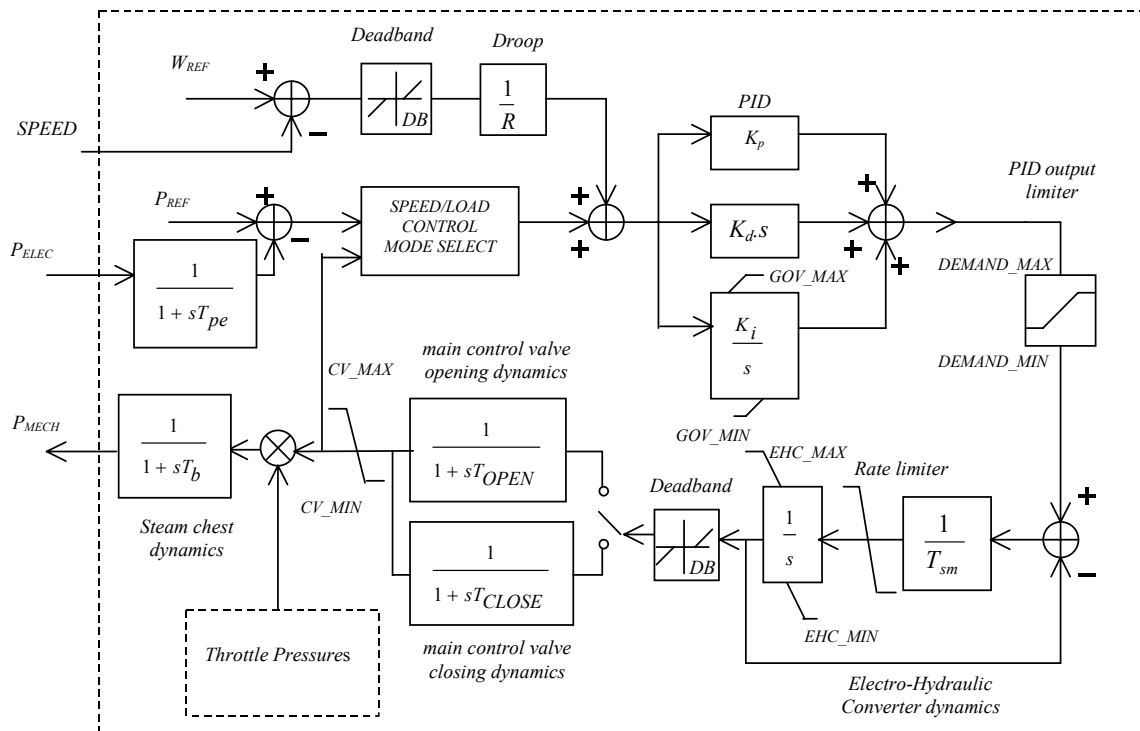 Deadband
Droop
W_REF
+
−
DB
1
R
SPEED
PID
K_p
PID output
limiter
P_REF
+
−
SPEED/LOAD
CONTROL
MODE SELECT
+
+
K_d.s
+
+
+
P_ELEC
1
1 + sT_pe
GOV_MAX
K_i
s
GOV_MIN
DEMAND_MAX
DEMAND_MIN
main control valve
opening dynamics
CV_MAX
P_MECH
1
1 + sT_b
Steam chest
dynamics
CV_MIN
1
1 + sT_OPEN
EHC_MAX
Rate limiter
Deadband
DB
1
s
1
T_sm
+
−
EHC_MIN
1
1 + sT_CLOSE
main control valve
closing dynamics
Throttle Pressures
Electro-Hydraulic
Converter dynamics